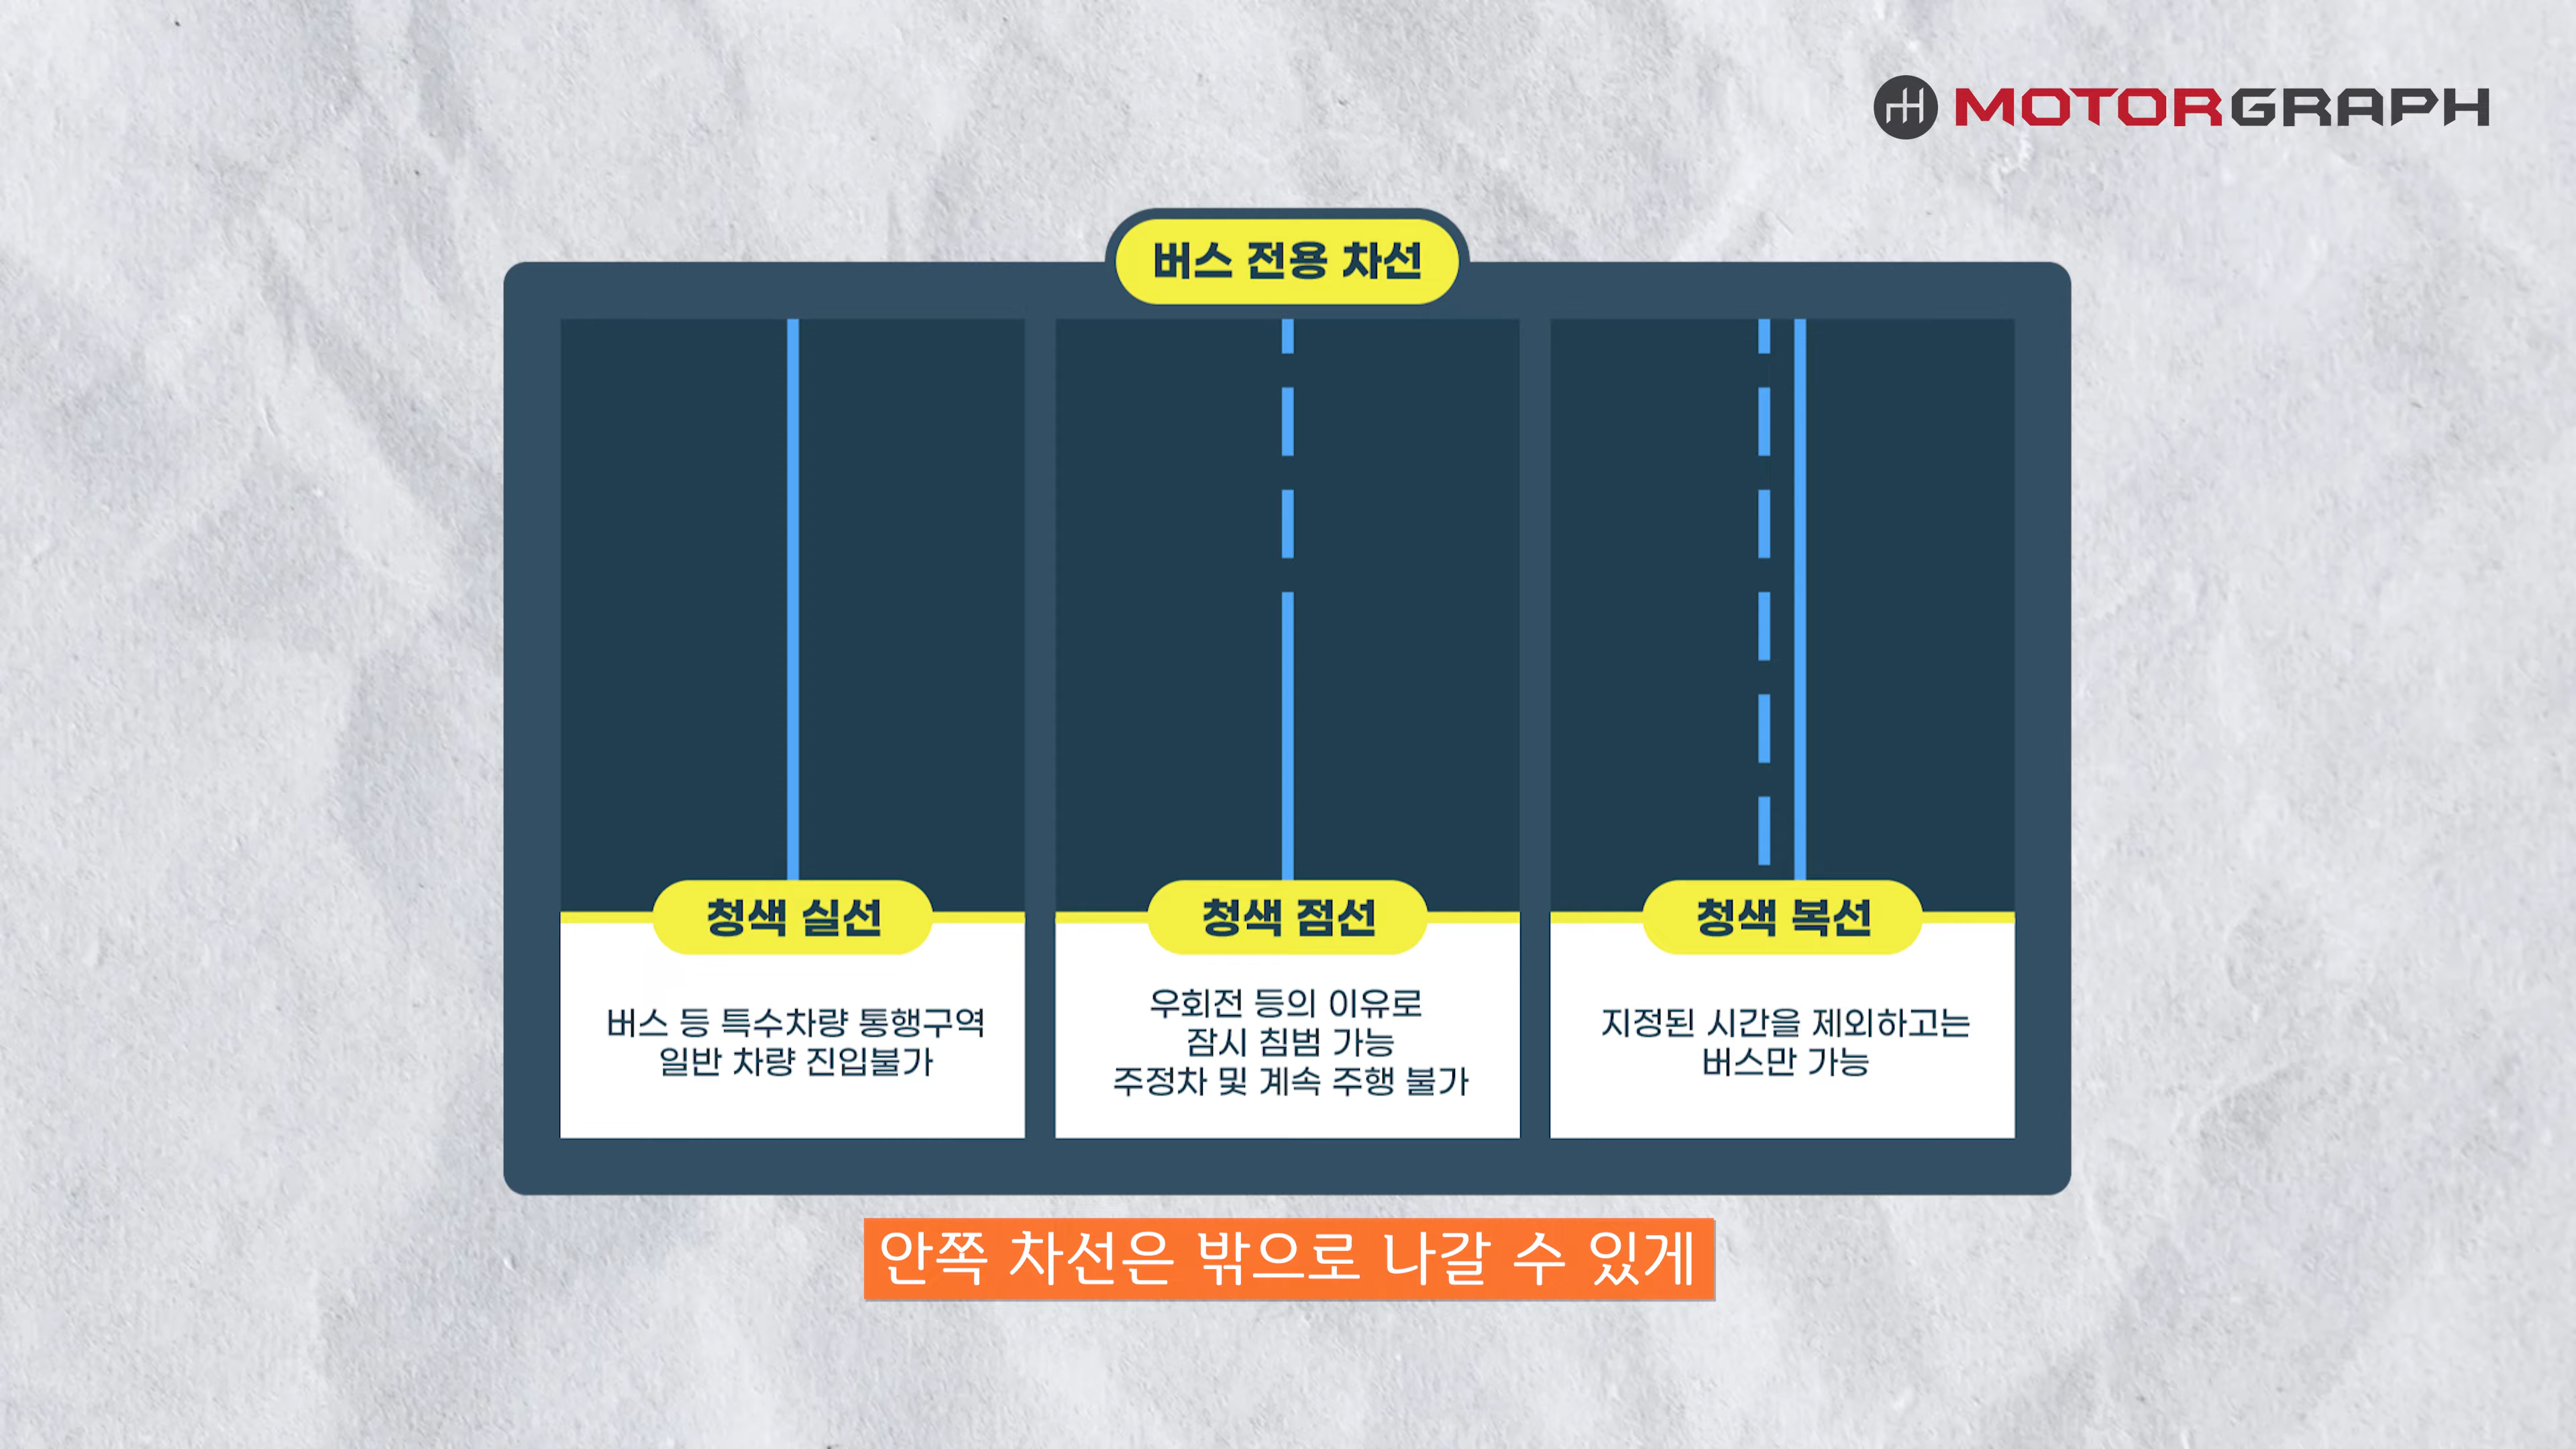 MOTORGRAPH
버스 전용 차선
청색 실선
버스 등 특수차량 통행구역
일반 차량 진입불가
청색 점선
우회전 등의 이유로
잠시 침범 가능
주정차 및 계속 주행 불가
청색 복선
지정된 시간을 제외하고는
버스만 가능
안쪽 차선은 밖으로 나갈 수 있게